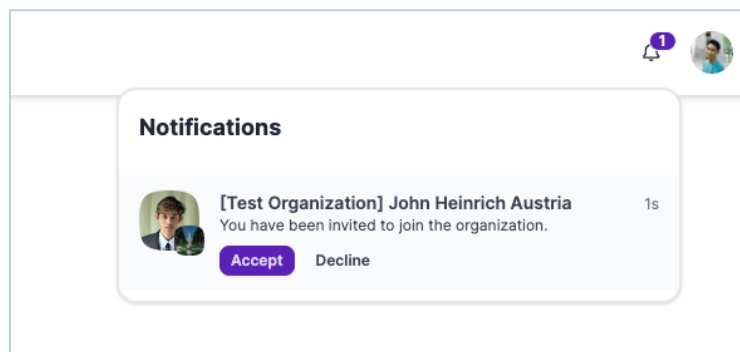 1
Notifications
[Test Organization] John Heinrich Austria 1s
You have been invited to join the organization.
Accept Decline